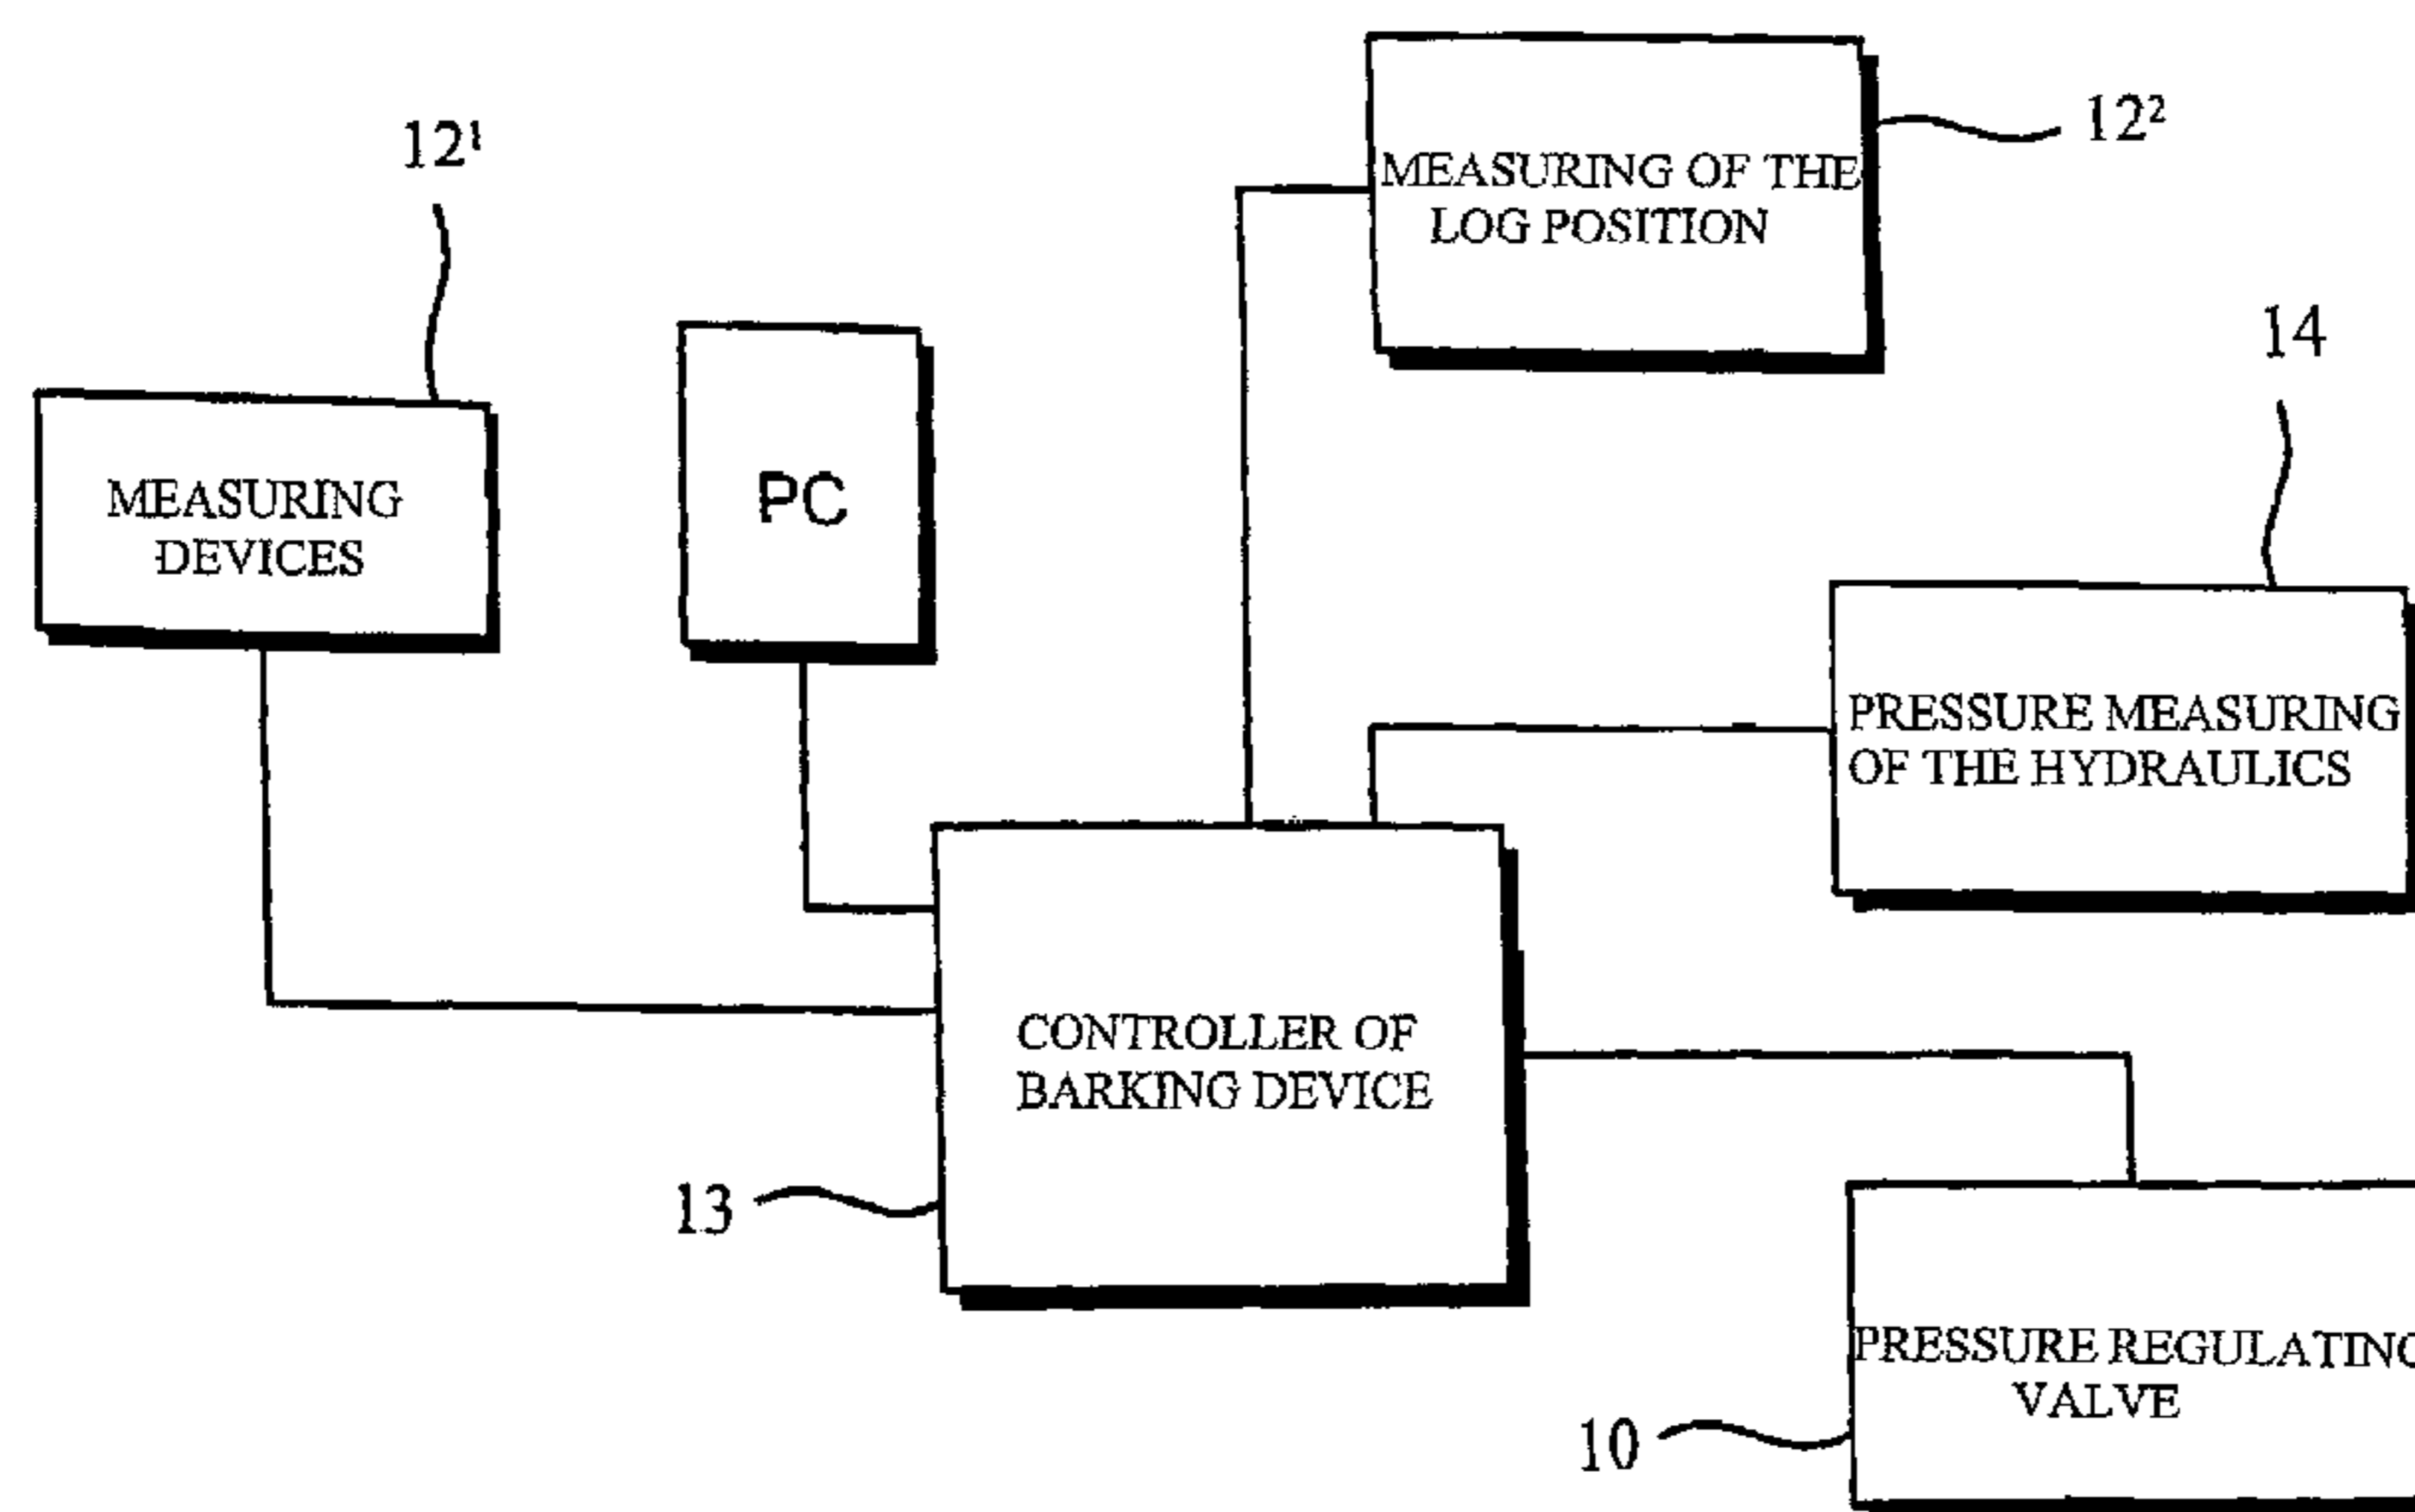 12²
12¹
MEASURING OF THE
LOG POSITION
14
MEASURING
DEVICES
PC
PRESSURE MEASURING
OF THE HYDRAULICS
CONTROLLER OF
BARKING DEVICE
13
PRESSURE REGULATING
VALVE
10